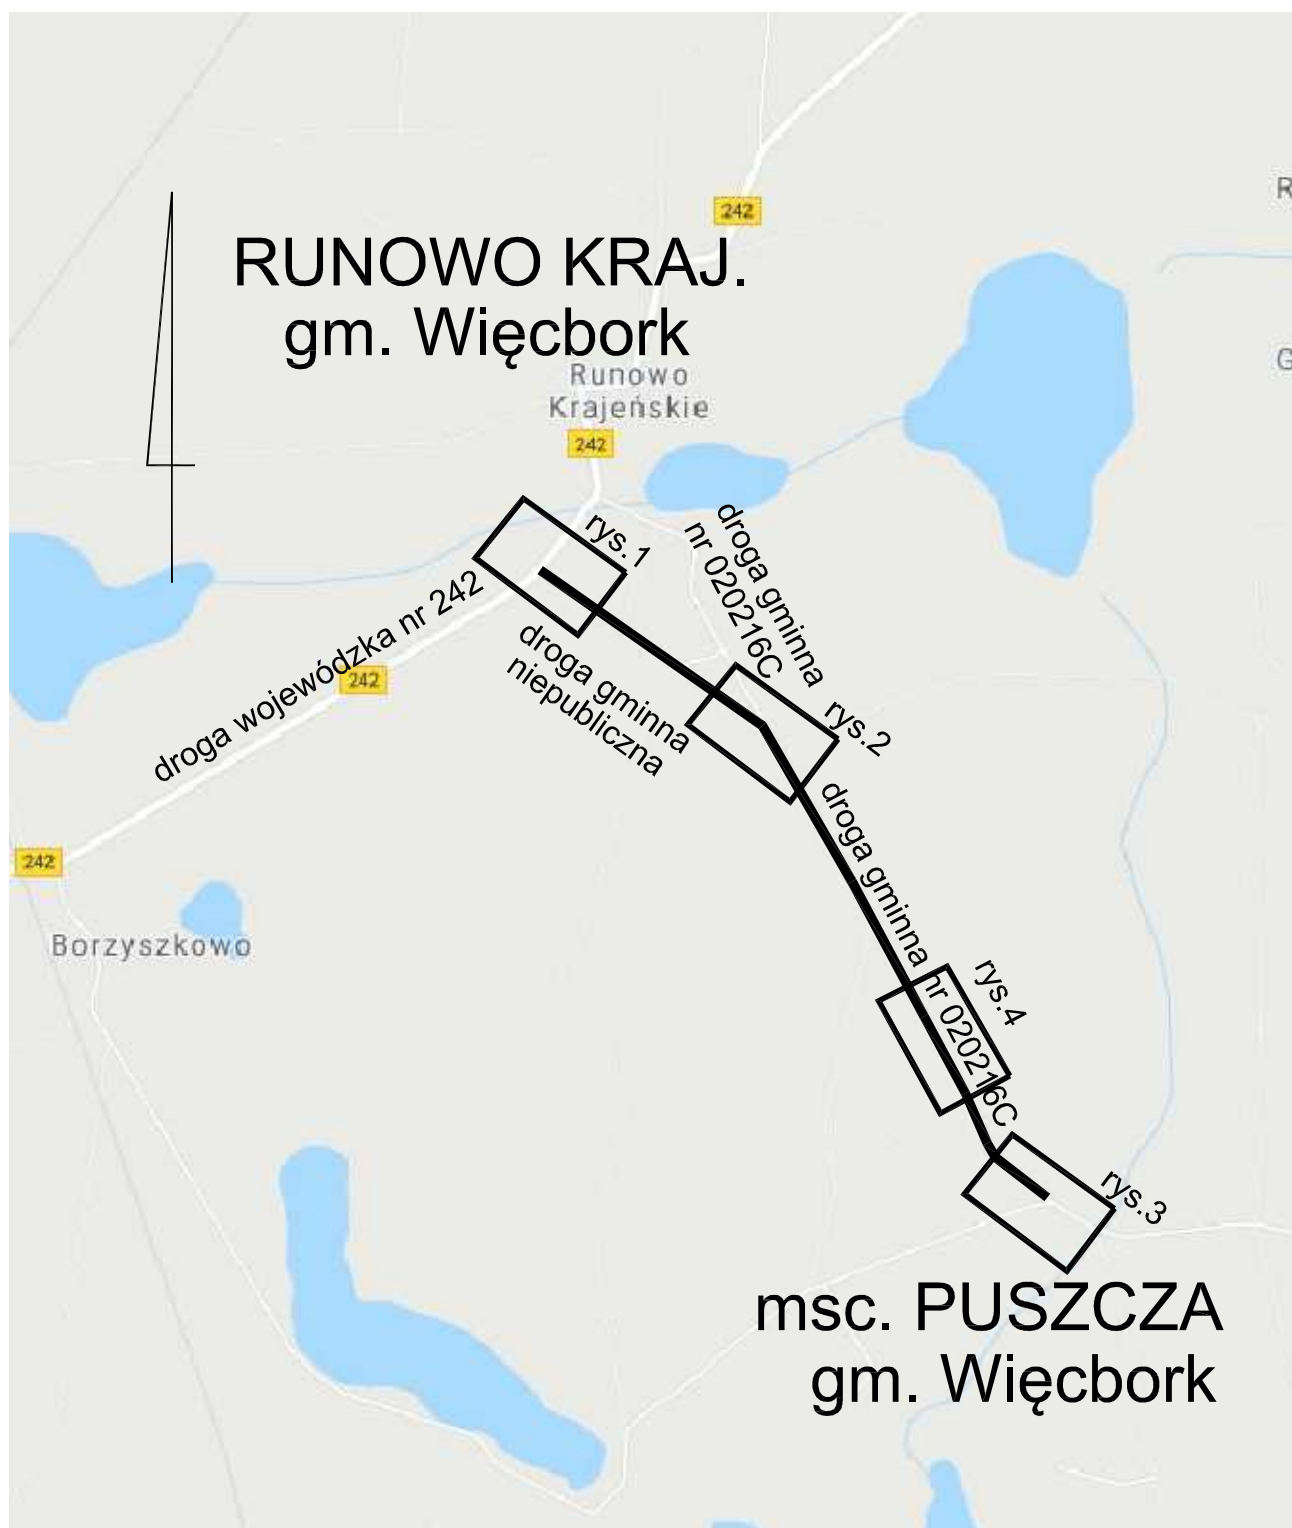 R
242
RUNOWO KRAJ.
gm. Więcbork
G
Runowo
Krajeńskie
242
rys.1
droga gminna
nr 020216C
droga wojewódzka nr 242
242
droga gminna
niepubliczna
rys.2
droga gminna nr 020216C
242
Borzyszkowo
rys.4
rys.3
msc. PUSZCZA
gm. Więcbork